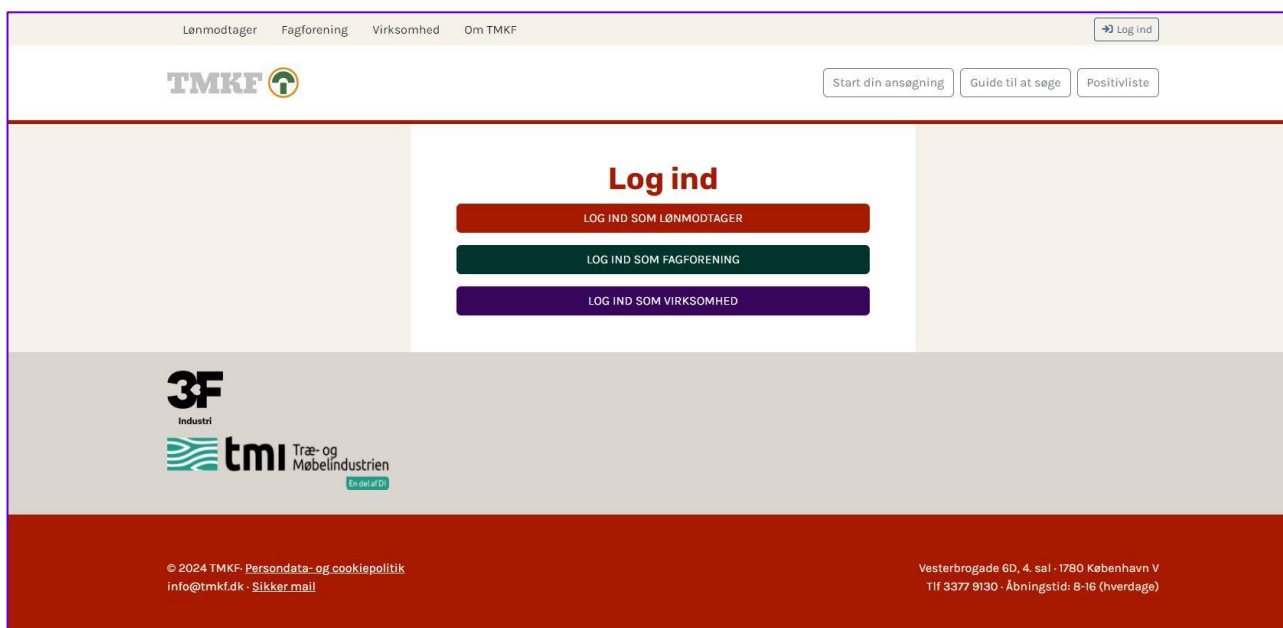 Lønmodtager Fagforening Virksomhed Om TMKF Log ind
TMKF Start din ansøgning Guide til at søge Positivliste
Log ind
LOG IND SOM LØNMODTAGER
LOG IND SOM FAGFORENING
LOG IND SOM VIRKSOMHED
3F
Industri
tmi Træ- og
Møbelindustrien
En del af DI
© 2024 TMKF· Persondata- og cookiepolitik
info@tmkf.dk · Sikker mail
Vesterbrogade 6D, 4. sal · 1780 København V
Tlf 3377 9130 · Åbningstid: 8-16 (hverdage)